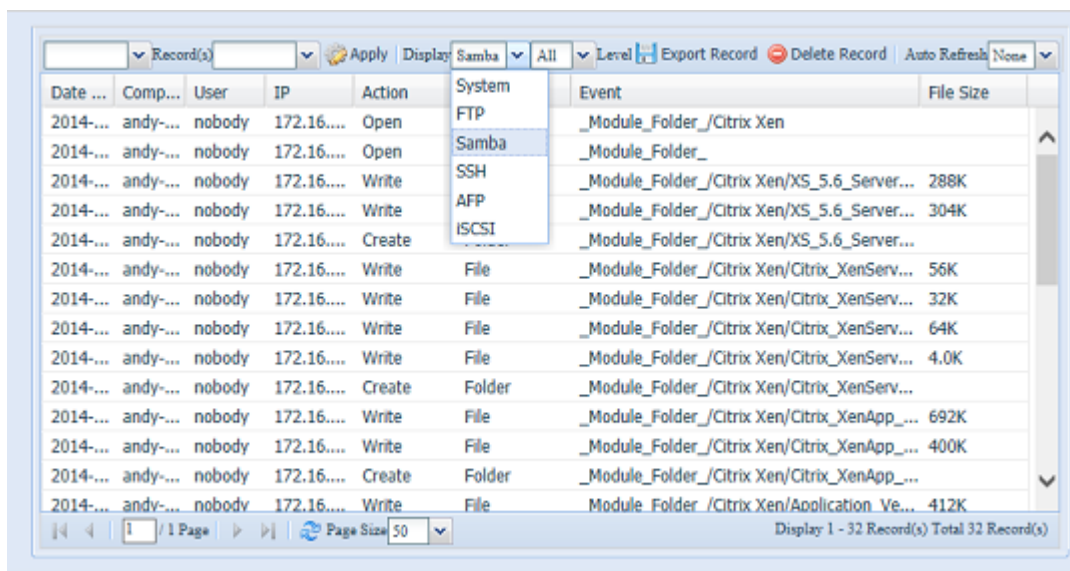 Record(s) Apply Display Samba All Level Export Record Delete Record Auto Refresh None
Date ... Comp... User IP Action Event File Size
System
FTP
Samba
SSH
AFP
iSCSI
2014-... andy-... nobody 172.16.... Open _Module_Folder_/Citrix Xen
2014-... andy-... nobody 172.16.... Open _Module_Folder_
2014-... andy-... nobody 172.16.... Write _Module_Folder_/Citrix Xen/XS_5.6_Server... 288K
2014-... andy-... nobody 172.16.... Write _Module_Folder_/Citrix Xen/XS_5.6_Server... 304K
2014-... andy-... nobody 172.16.... Create _Module_Folder_/Citrix Xen/XS_5.6_Server...
2014-... andy-... nobody 172.16.... Write File _Module_Folder_/Citrix Xen/Citrix_XenServ... 56K
2014-... andy-... nobody 172.16.... Write File _Module_Folder_/Citrix Xen/Citrix_XenServ... 32K
2014-... andy-... nobody 172.16.... Write File _Module_Folder_/Citrix Xen/Citrix_XenServ... 64K
2014-... andy-... nobody 172.16.... Write File _Module_Folder_/Citrix Xen/Citrix_XenServ... 4.0K
2014-... andy-... nobody 172.16.... Create Folder _Module_Folder_/Citrix Xen/Citrix_XenServ...
2014-... andy-... nobody 172.16.... Write File _Module_Folder_/Citrix Xen/Citrix_XenApp_... 692K
2014-... andy-... nobody 172.16.... Write File _Module_Folder_/Citrix Xen/Citrix_XenApp_... 400K
2014-... andy-... nobody 172.16.... Create Folder _Module_Folder_/Citrix Xen/Citrix_XenApp_...
2014-... andy-... nobody 172.16.... Write File _Module_Folder_/Citrix Xen/Application_Ve... 412K
1 / 1 Page Page Size 50 Display 1 - 32 Record(s) Total 32 Record(s)